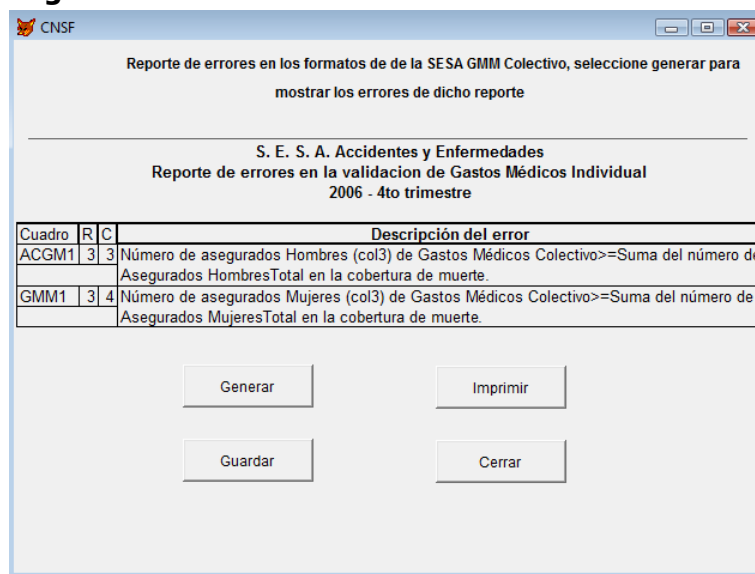 CNSF
Reporte de errores en los formatos de de la SESA GMM Colectivo, seleccione generar para
mostrar los errores de dicho reporte
S. E. S. A. Accidentes y Enfermedades
Reporte de errores en la validacion de Gastos Médicos Individual
2006 - 4to trimestre
Cuadro R C Descripción del error
ACGM1 3 3 Número de asegurados Hombres (col3) de Gastos Médicos Colectivo>=Suma del número de
Asegurados HombresTotal en la cobertura de muerte.
GMM1 3 4 Número de asegurados Mujeres (col3) de Gastos Médicos Colectivo>=Suma del número de
Asegurados MujeresTotal en la cobertura de muerte.
Generar Imprimir
Guardar Cerrar